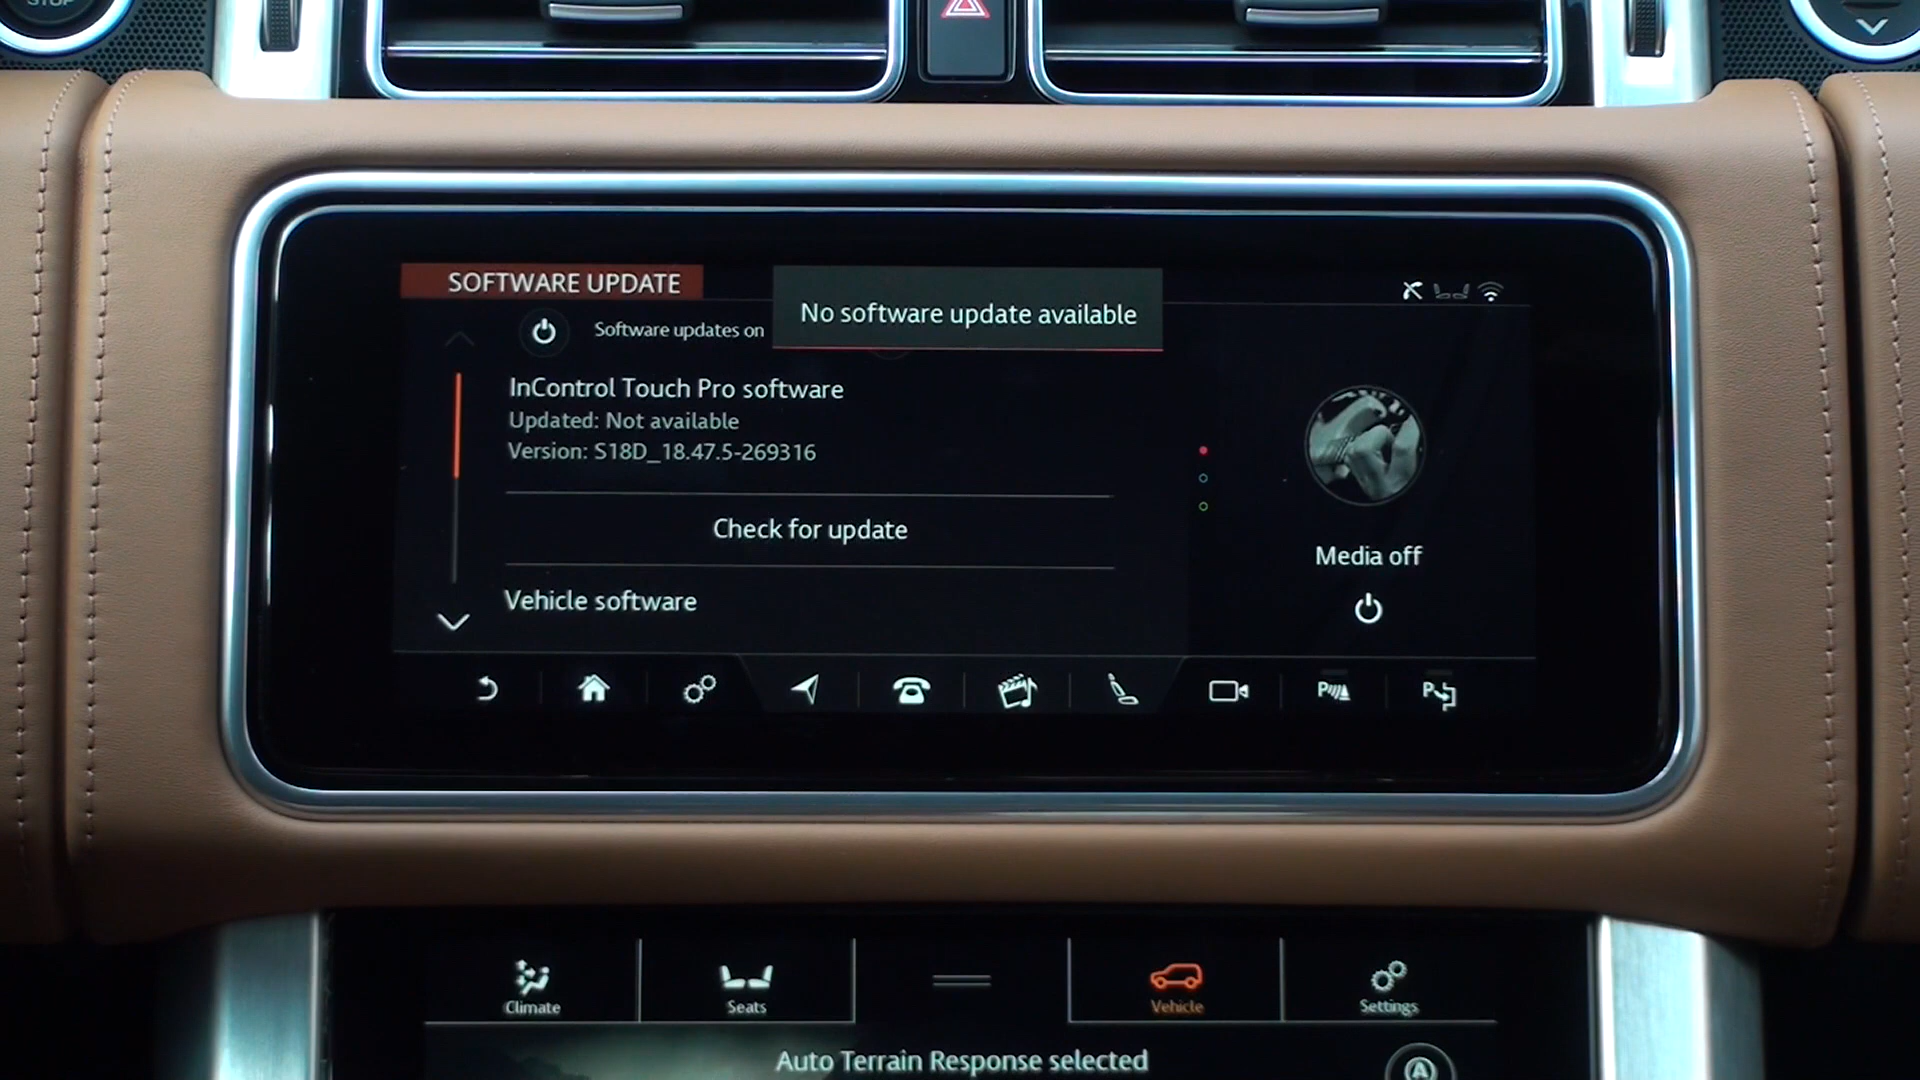 STOP
SOFTWARE UPDATE
No software update available
Software updates on
InControl Touch Pro software
Updated: Not available
Version: S18D_18.47.5-269316
Check for update
Vehicle software
Media off
P
P
Climate
Seats
Vehicle
Settings
Auto Terrain Response selected
A